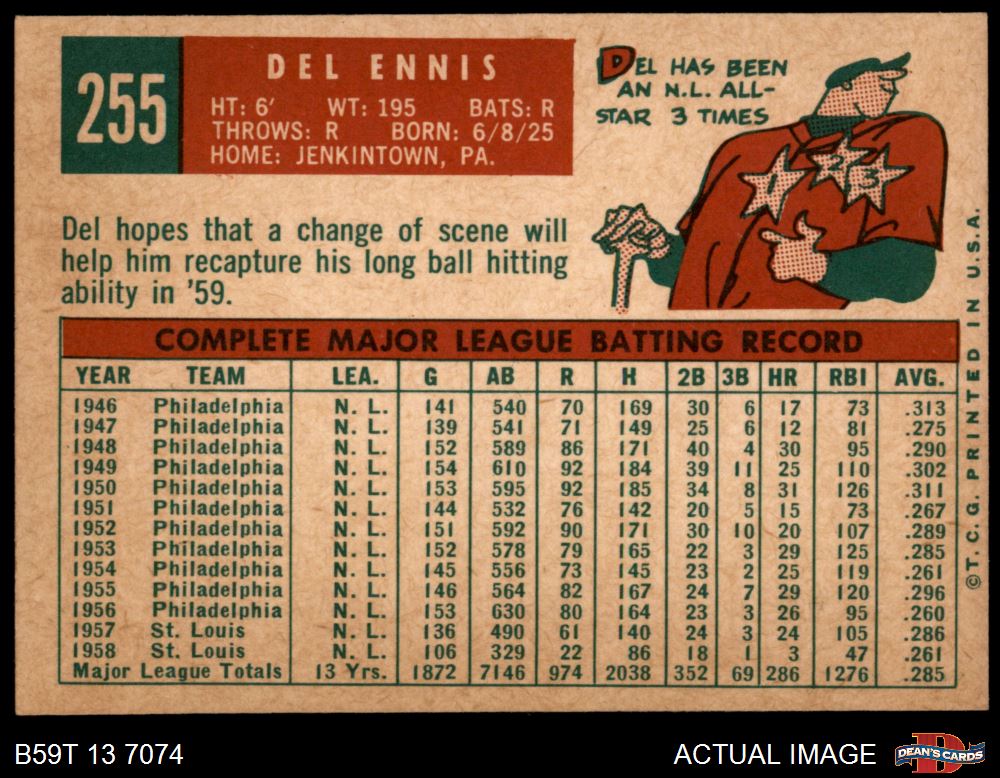 255
DEL ENNIS
HT: 6' WT: 195 BATS: R
THROWS: R BORN: 6/8/25
HOME: JENKINTOWN, PA.
DEL HAS BEEN
AN N.L. ALL-
STAR 3 TIMES
1 2 3
Del hopes that a change of scene will
help him recapture his long ball hitting
ability in '59.
COMPLETE MAJOR LEAGUE BATTING RECORD
YEAR TEAM LEA. G AB R H 2B 3B HR RBI AVG.
1946 Philadelphia N. L. 141 540 70 169 30 6 17 73 .313
1947 Philadelphia N. L. 139 541 71 149 25 6 12 81 .275
1948 Philadelphia N. L. 152 589 86 171 40 4 30 95 .290
1949 Philadelphia N. L. 154 610 92 184 39 11 25 110 .302
1950 Philadelphia N. L. 153 595 92 185 34 8 31 126 .311
1951 Philadelphia N. L. 144 532 76 142 20 5 15 73 .267
1952 Philadelphia N. L. 151 592 90 171 30 10 20 107 .289
1953 Philadelphia N. L. 152 578 79 165 22 3 29 125 .285
1954 Philadelphia N. L. 145 556 73 145 23 2 25 119 .261
1955 Philadelphia N. L. 146 564 82 167 24 7 29 120 .296
1956 Philadelphia N. L. 153 630 80 164 23 3 26 95 .260
1957 St. Louis N. L. 136 490 61 140 24 3 24 105 .286
1958 St. Louis N. L. 106 329 22 86 18 1 3 47 .261
Major League Totals 13 Yrs. 1872 7146 974 2038 352 69 286 1276 .285
© T. C. G. PRINTED IN U.S.A.
B59T 13 7074
ACTUAL IMAGE
DEAN'S CARDS